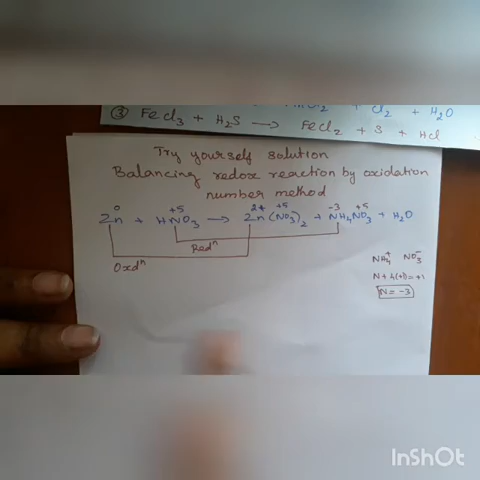 Cl₂ + H₂O
③ FeCl₃ + H₂S → FeCl₂ + S + HCl
Try yourself solution
Balancing redox reaction by oxidation
number method
0 +5 2+ +5 -3 +5
Zn + HNO₃ → Zn(NO₃)₂ + NH₄NO₃ + H₂O
Redⁿ
Oxdⁿ
NH₄⁺ NO₃⁻
N + 4(+1) = +1
N = -3
InShOt